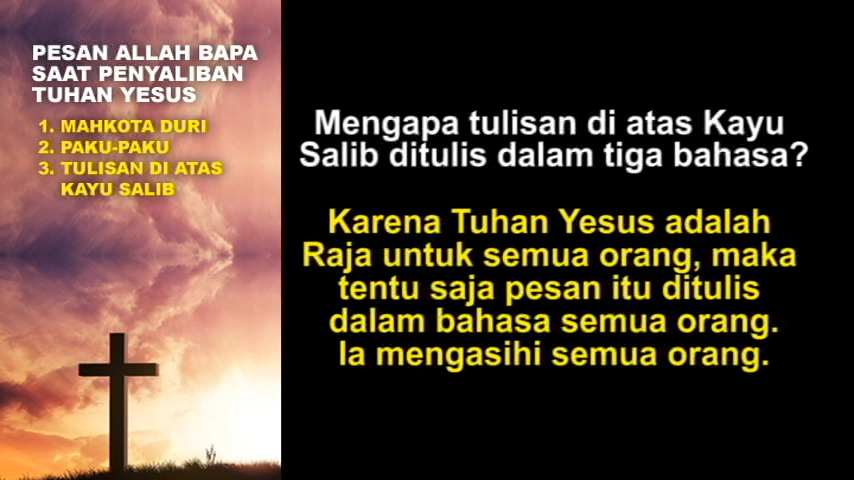 PESAN ALLAH BAPA
SAAT PENYALIBAN
TUHAN YESUS
1. MAHKOTA DURI
2. PAKU-PAKU
3. TULISAN DI ATAS
KAYU SALIB
Mengapa tulisan di atas Kayu
Salib ditulis dalam tiga bahasa?
Karena Tuhan Yesus adalah
Raja untuk semua orang, maka
tentu saja pesan itu ditulis
dalam bahasa semua orang.
Ia mengasihi semua orang.